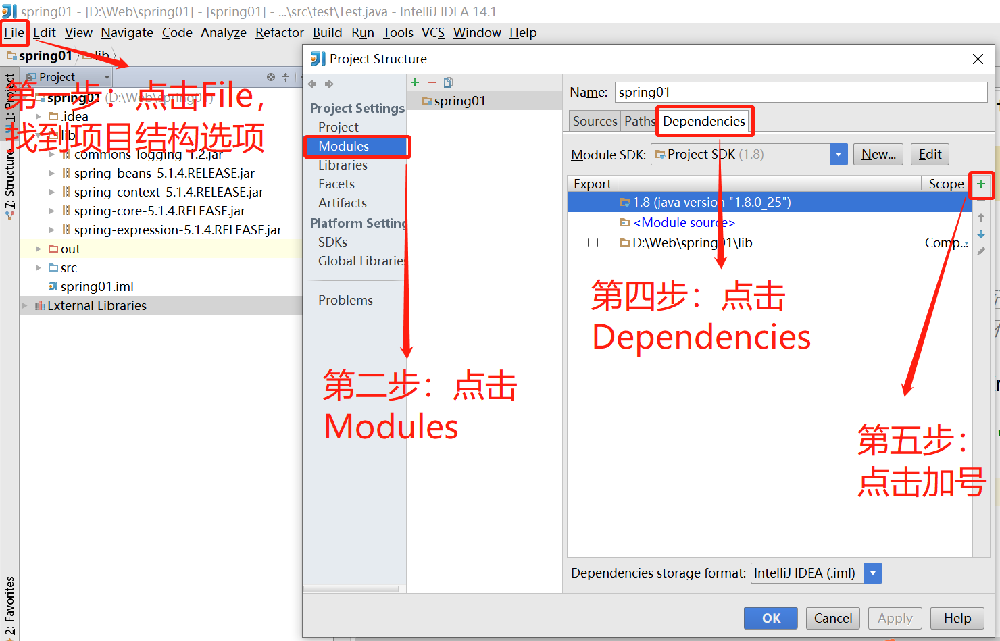 spring01 - [D:\Web\spring01] - [spring01] - ...\src\test\Test.java - IntelliJ IDEA 14.1
File Edit View Navigate Code Analyze Refactor Build Run Tools VCS Window Help
spring01 lib
Project
1: Project
7: Structure
2: Favorites
第一步：点击File，
找到项目结构选项
spring01 (D:\Web\spring01)
.idea
lib
commons-logging-1.2.jar
spring-beans-5.1.4.RELEASE.jar
spring-context-5.1.4.RELEASE.jar
spring-core-5.1.4.RELEASE.jar
spring-expression-5.1.4.RELEASE.jar
out
src
spring01.iml
External Libraries
Project Structure
Project Settings
Project
Modules
Libraries
Facets
Artifacts
Platform Setting
SDKs
Global Libraries
Problems
第二步：点击
Modules
spring01
Name: spring01
Sources Paths Dependencies
Module SDK: Project SDK (1.8) New... Edit
Export Scope
1.8 (java version "1.8.0_25")
<Module source>
D:\Web\spring01\lib Comp...
第四步：点击
Dependencies
第五步：
点击加号
Dependencies storage format: IntelliJ IDEA (.iml)
OK Cancel Apply Help